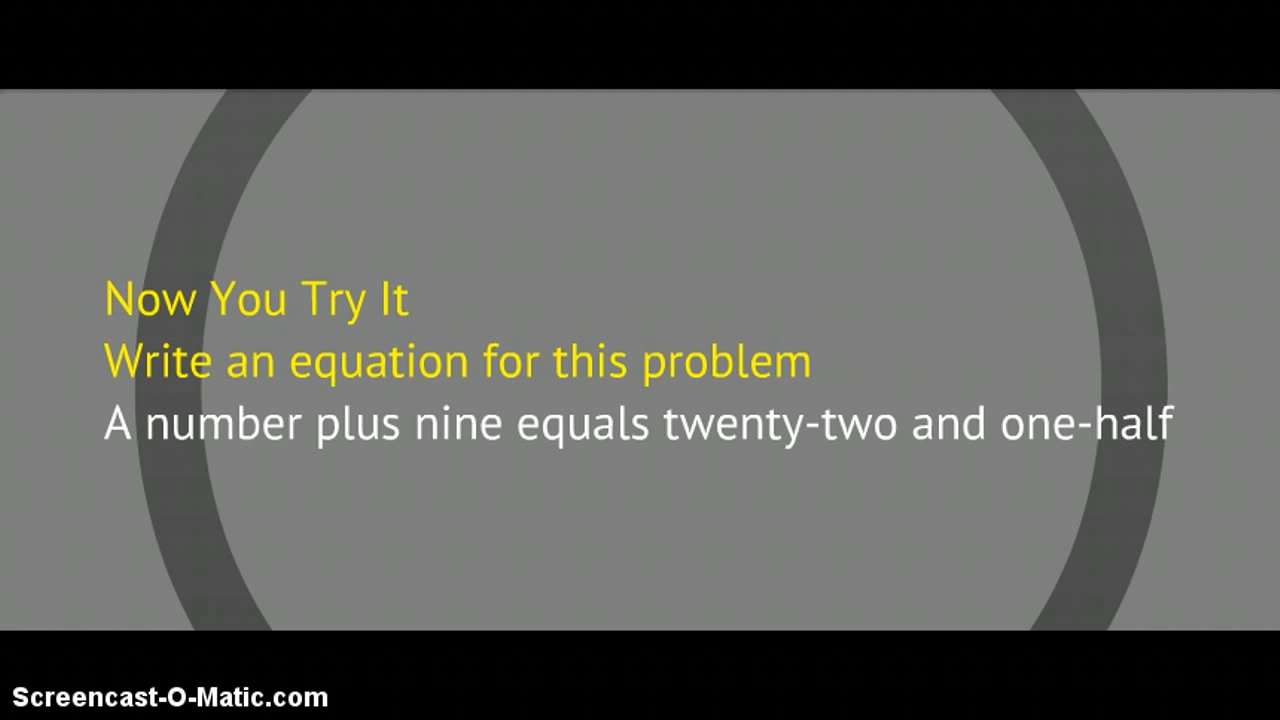 Now You Try It
Write an equation for this problem
A number plus nine equals twenty-two and one-half
Screencast-O-Matic.com